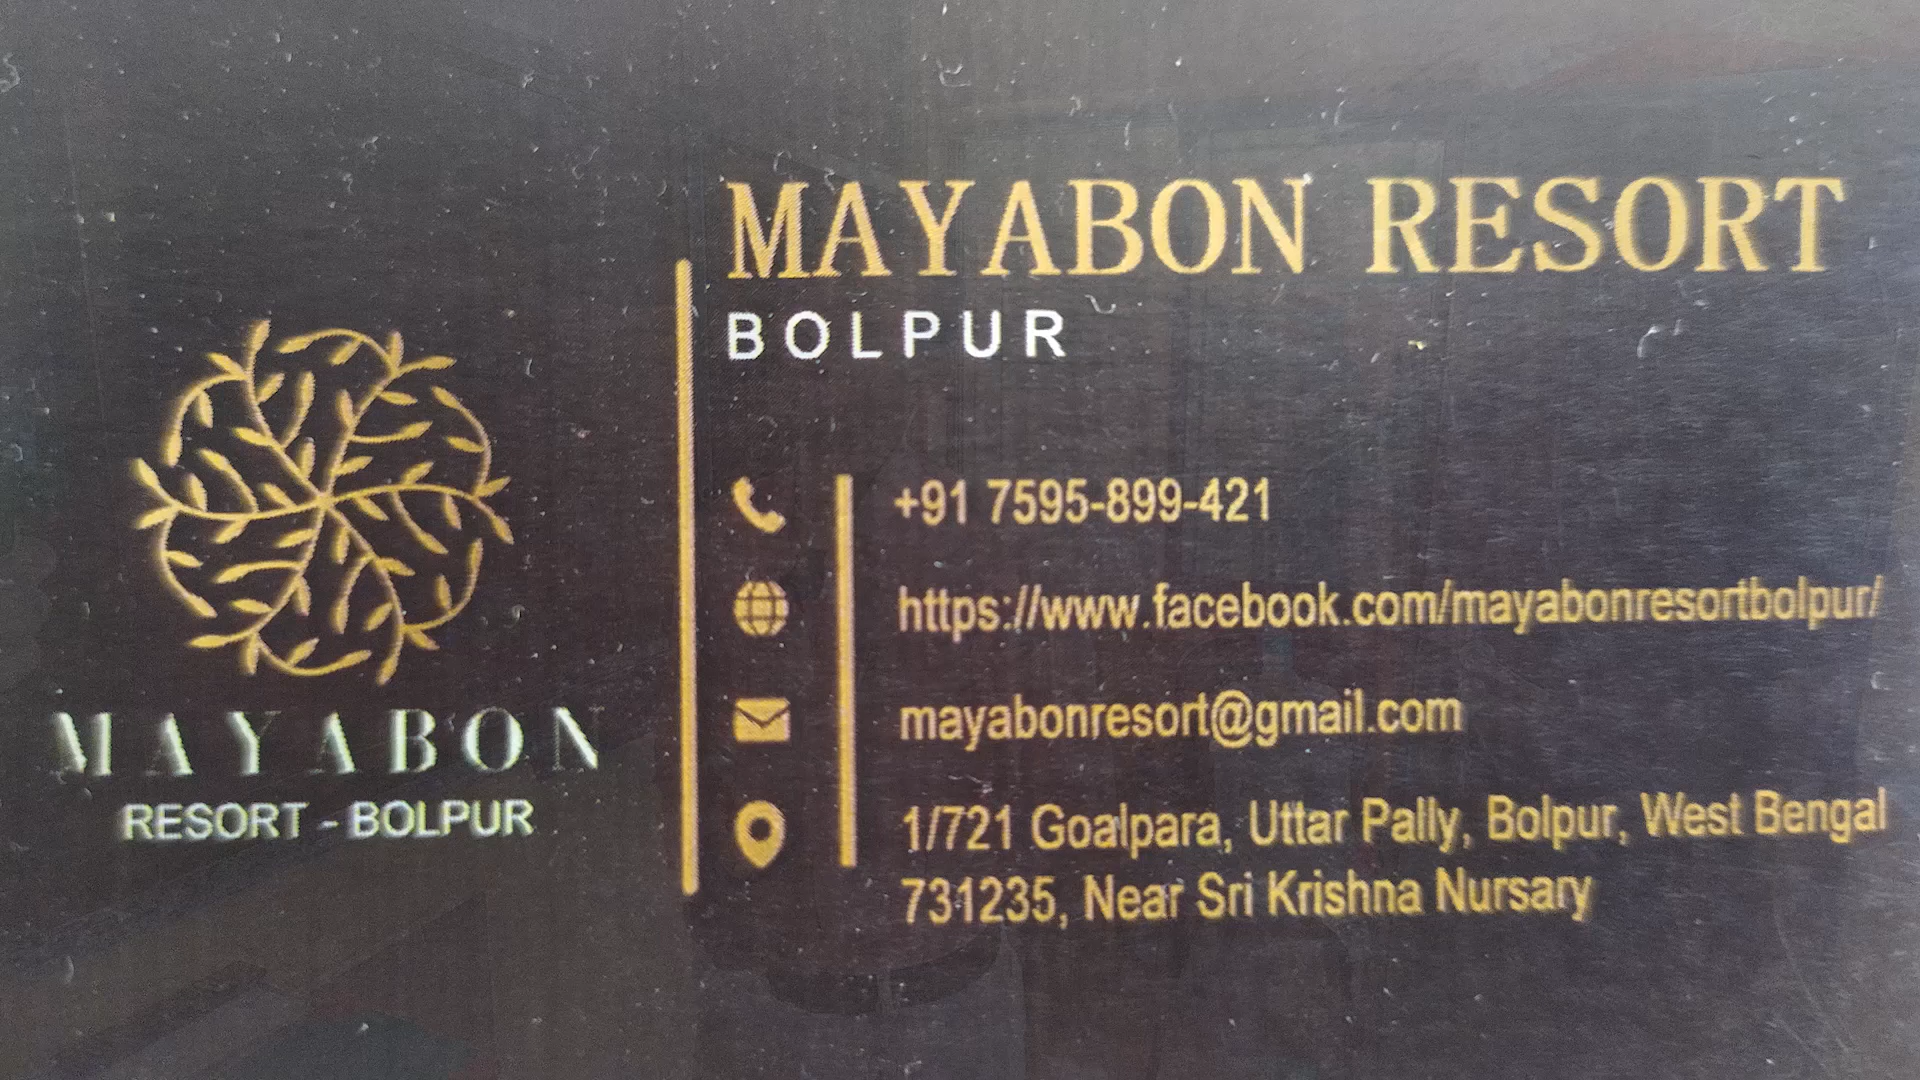 MAYABON RESORT
BOLPUR
+91 7595-899-421
https://www.facebook.com/mayabonresortbolpur/
mayabonresort@gmail.com
1/721 Goalpara, Uttar Pally, Bolpur, West Bengal
731235, Near Sri Krishna Nursary
MAYABON
RESORT - BOLPUR